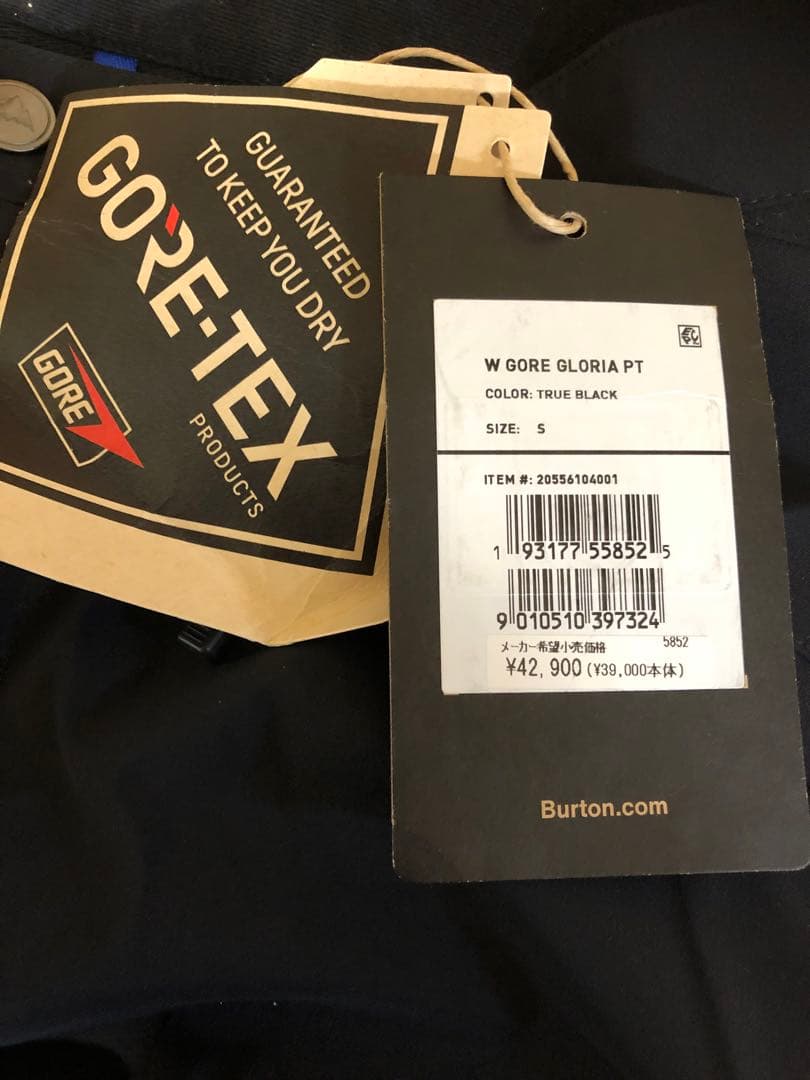 GUARANTEED
TO KEEP YOU DRY
GORE-TEX
PRODUCTS
GORE
W GORE GLORIA PT
COLOR: TRUE BLACK
SIZE: S
ITEM #: 20556104001
1 93177 55852 5
9 010510 397324
メーカー希望小売価格 5852
¥42,900 (¥39,000本体)
Burton.com